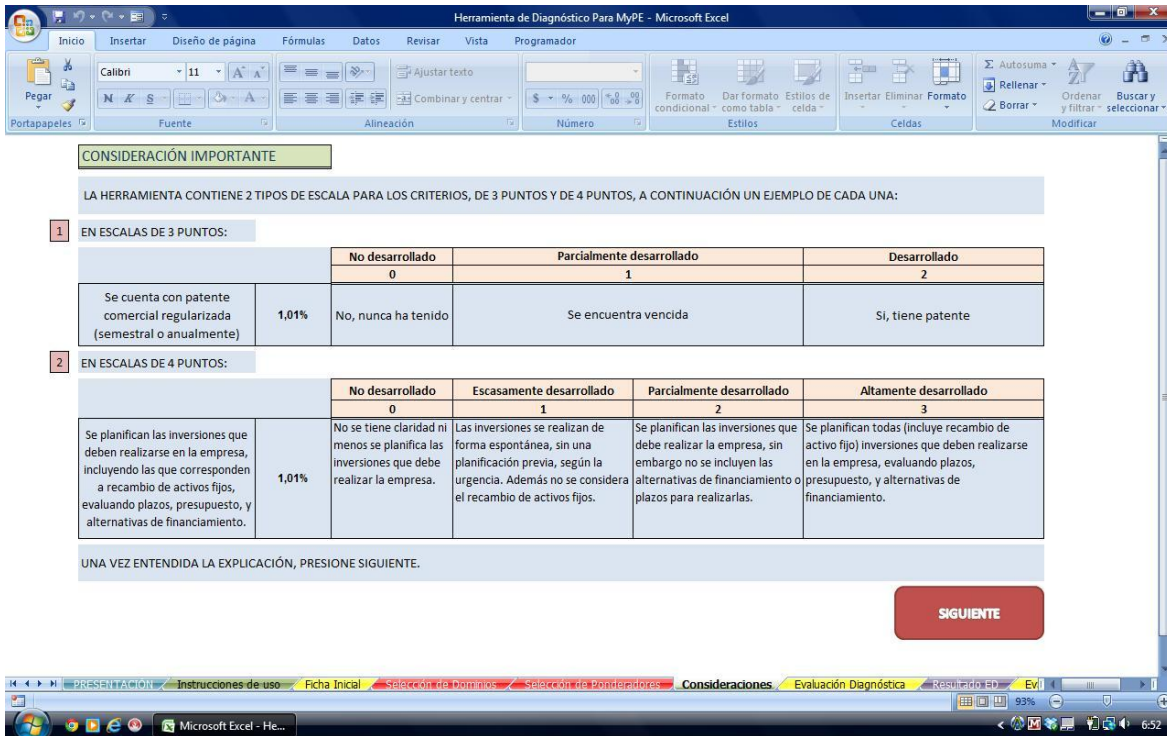 Herramienta de Diagnóstico Para MyPE - Microsoft Excel
Inicio Insertar Diseño de página Fórmulas Datos Revisar Vista Programador
Pegar
Calibri 11
N K S
Ajustar texto
Combinar y centrar
$ % 000
Formato condicional
Dar formato como tabla
Estilos de celda
Insertar Eliminar Formato
Autosuma
Rellenar
Borrar
Ordenar y filtrar
Buscar y seleccionar
Portapapeles Fuente Alineación Número Estilos Celdas Modificar
CONSIDERACIÓN IMPORTANTE
LA HERRAMIENTA CONTIENE 2 TIPOS DE ESCALA PARA LOS CRITERIOS, DE 3 PUNTOS Y DE 4 PUNTOS, A CONTINUACIÓN UN EJEMPLO DE CADA UNA:
1 EN ESCALAS DE 3 PUNTOS:
No desarrollado Parcialmente desarrollado Desarrollado
0 1 2
Se cuenta con patente
comercial regularizada
(semestral o anualmente)
1,01%
No, nunca ha tenido
Se encuentra vencida
Si, tiene patente
2 EN ESCALAS DE 4 PUNTOS:
No desarrollado Escasamente desarrollado Parcialmente desarrollado Altamente desarrollado
0 1 2 3
Se planifican las inversiones que
deben realizarse en la empresa,
incluyendo las que corresponden
a recambio de activos fijos,
evaluando plazos, presupuesto, y
alternativas de financiamiento.
1,01%
No se tiene claridad ni
menos se planifica las
inversiones que debe
realizar la empresa.
Las inversiones se realizan de
forma espontánea, sin una
planificación previa, según la
urgencia. Además no se considera
el recambio de activos fijos.
Se planifican las inversiones que
debe realizar la empresa, sin
embargo no se incluyen las
alternativas de financiamiento o
plazos para realizarlas.
Se planifican todas (incluye recambio de
activo fijo) inversiones que deben realizarse
en la empresa, evaluando plazos,
presupuesto, y alternativas de
financiamiento.
UNA VEZ ENTENDIDA LA EXPLICACIÓN, PRESIONE SIGUIENTE.
SIGUIENTE
PRESENTACION Instrucciones de uso Ficha Inicial Selección de Dominios Selección de Ponderadores Consideraciones Evaluación Diagnóstica Resultado ED Ev
93%
Microsoft Excel - He...
6:52